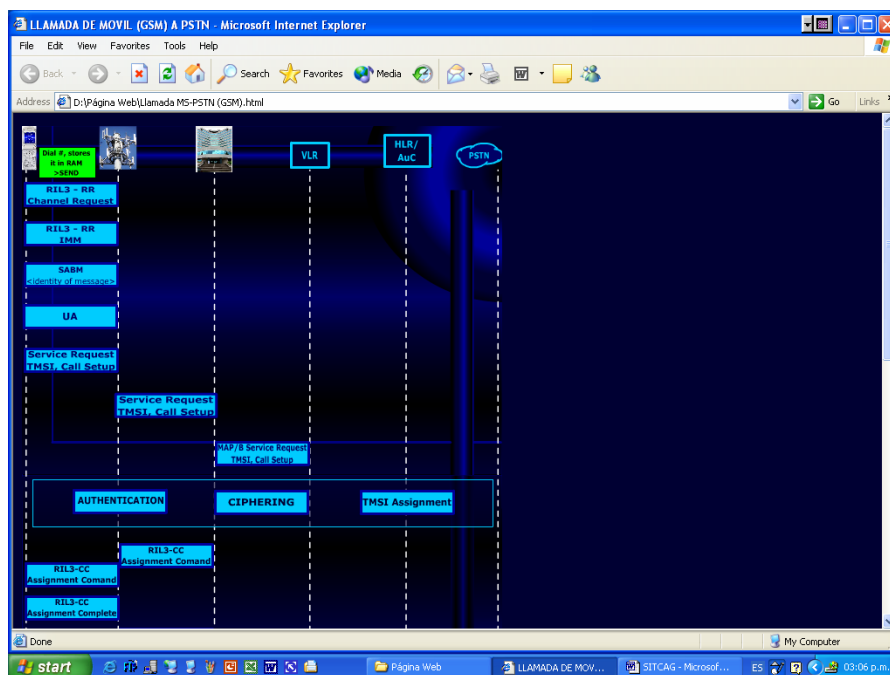 LLAMADA DE MOVIL (GSM) A PSTN - Microsoft Internet Explorer
File Edit View Favorites Tools Help
Back Search Favorites Media
Address D:\Página Web\Llamada MS-PSTN (GSM).html Go Links
Dial #, stores
it in RAM
>SEND
VLR
HLR/
AuC
PSTN
RIL3 - RR
Channel Request
RIL3 - RR
IMM
SABM
<identity of message>
UA
Service Request
TMSI, Call Setup
Service Request
TMSI, Call Setup
MAP/B Service Request
TMSI, Call Setup
AUTHENTICATION CIPHERING TMSI Assignment
RIL3-CC
Assignment Comand
RIL3-CC
Assignment Comand
RIL3-CC
Assignment Complete
Done My Computer
start Página Web LLAMADA DE MOV... SITCAG - Microsof... ES 03:06 p.m.